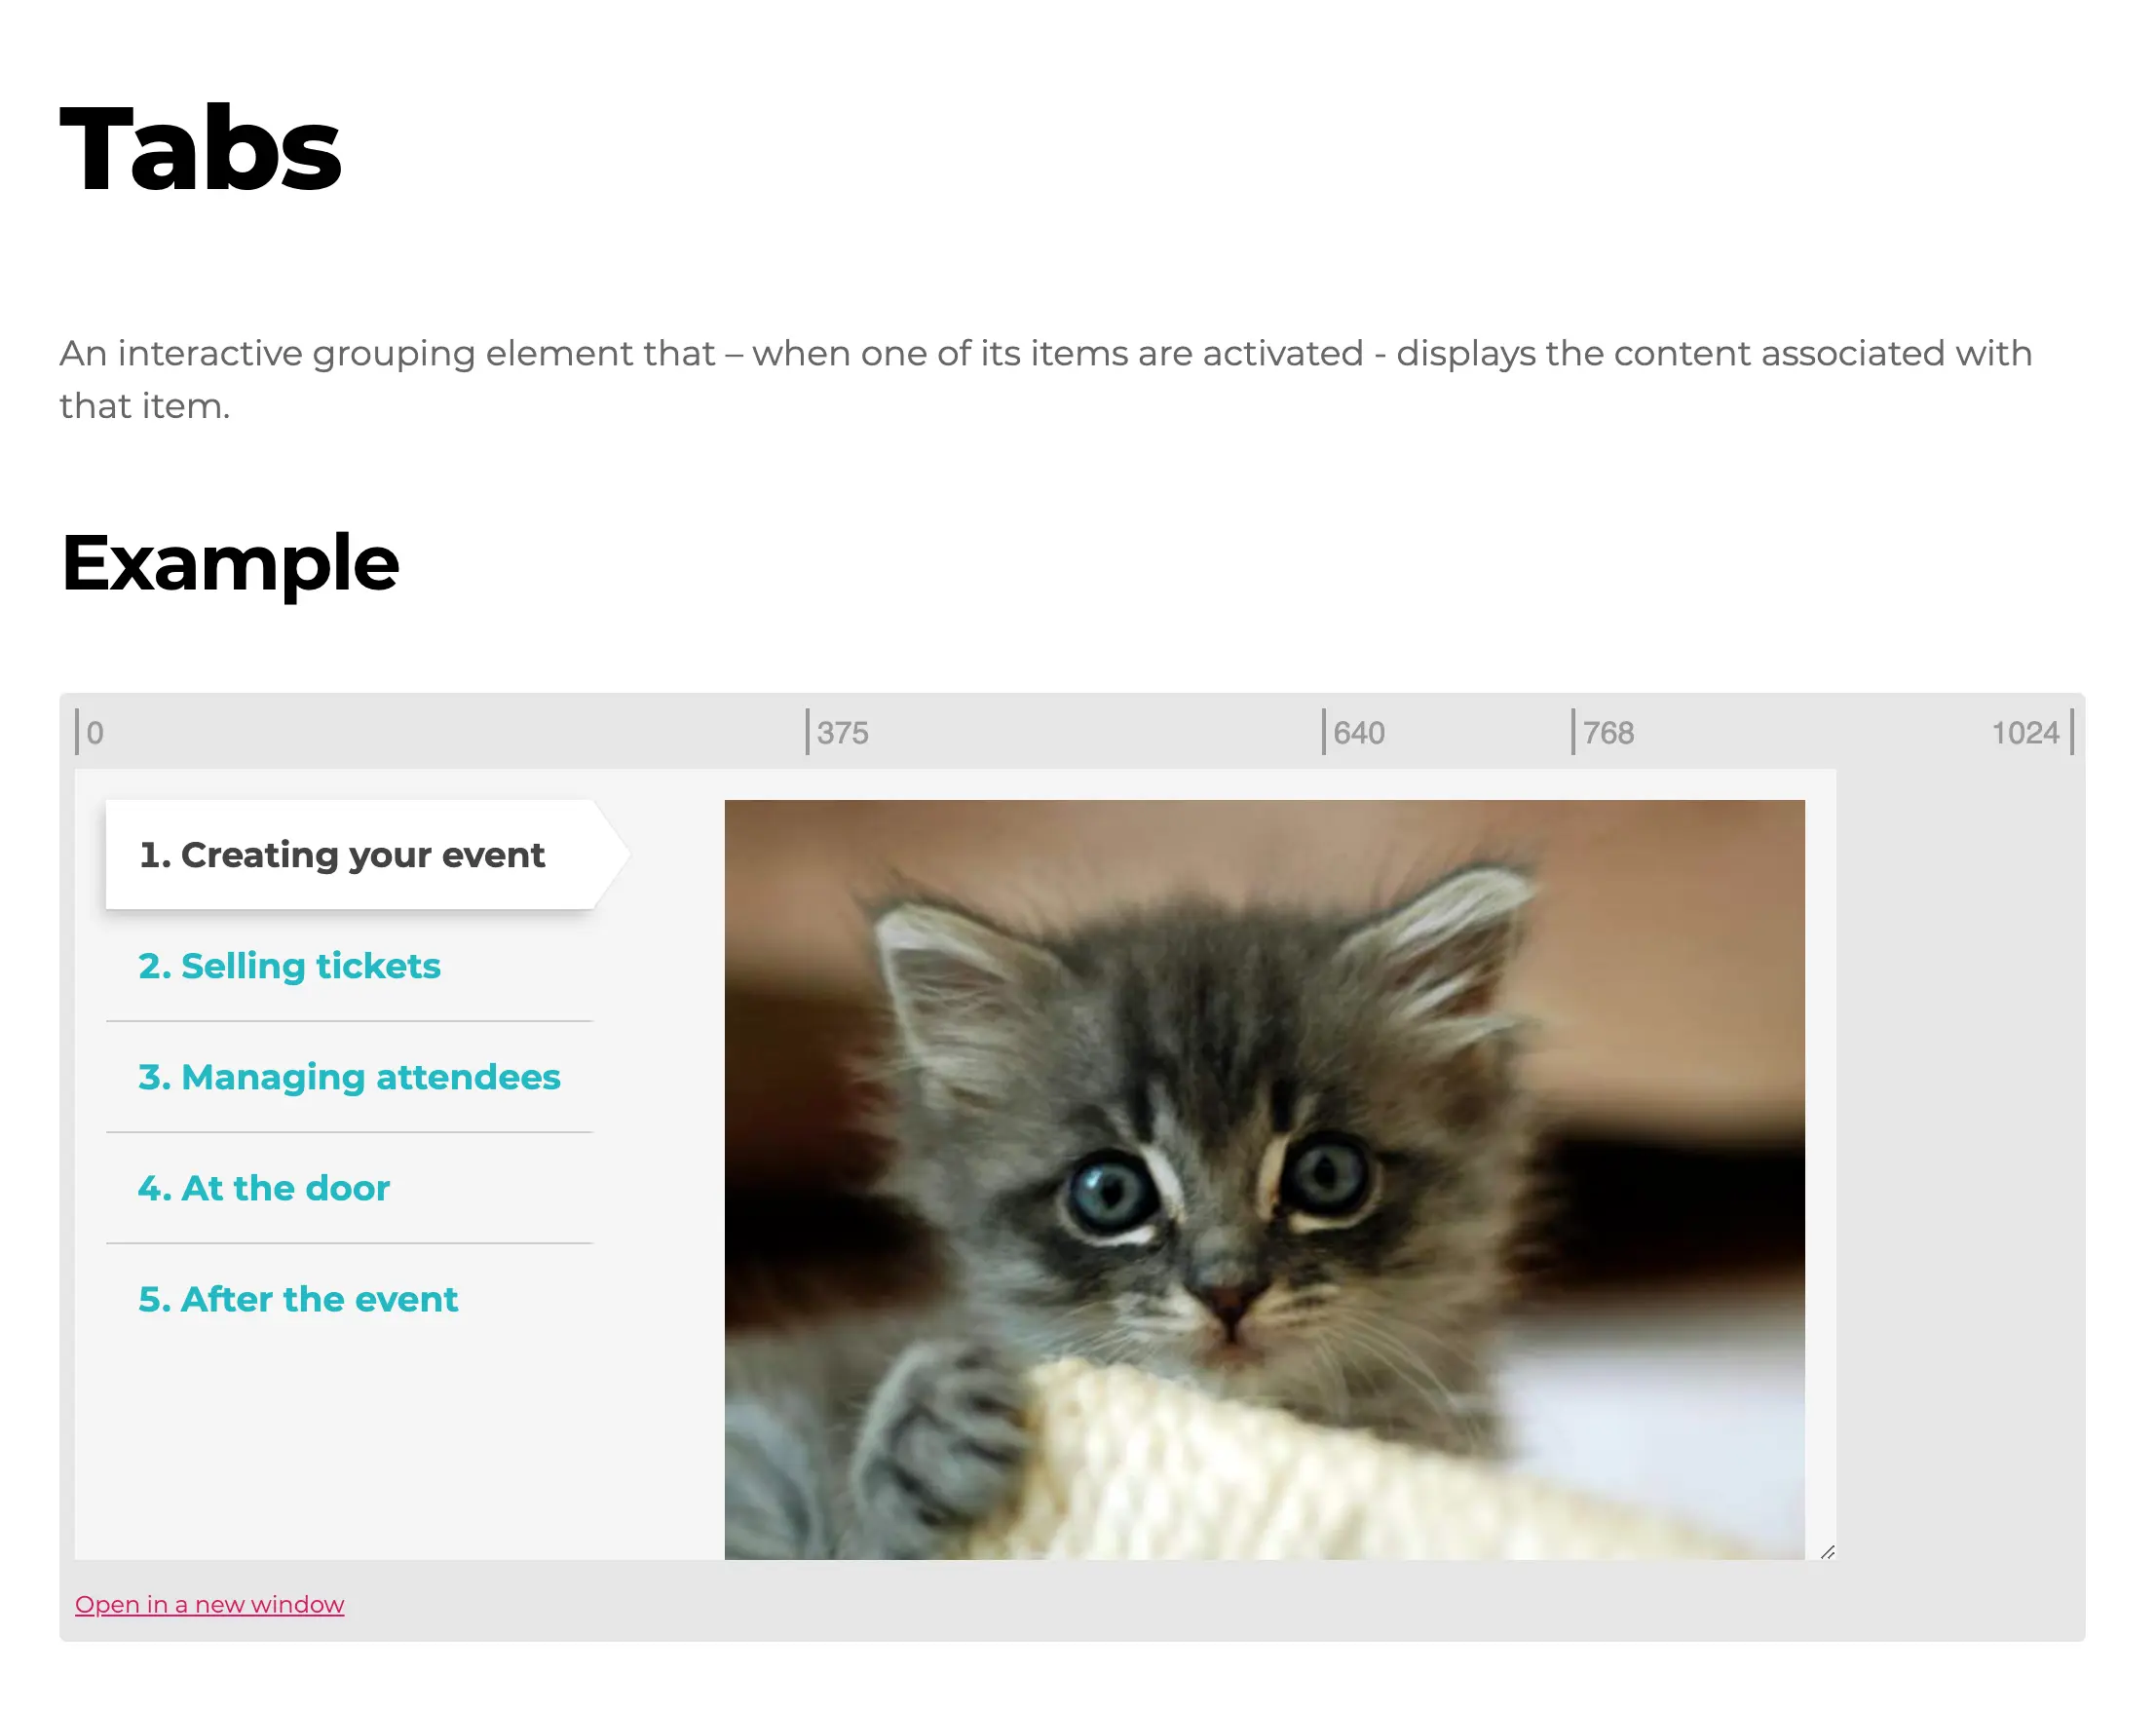 Tabs
An interactive grouping element that – when one of its items are activated - displays the content associated with
that item.
Example
0 375 640 768 1024
1. Creating your event
2. Selling tickets
3. Managing attendees
4. At the door
5. After the event
Open in a new window